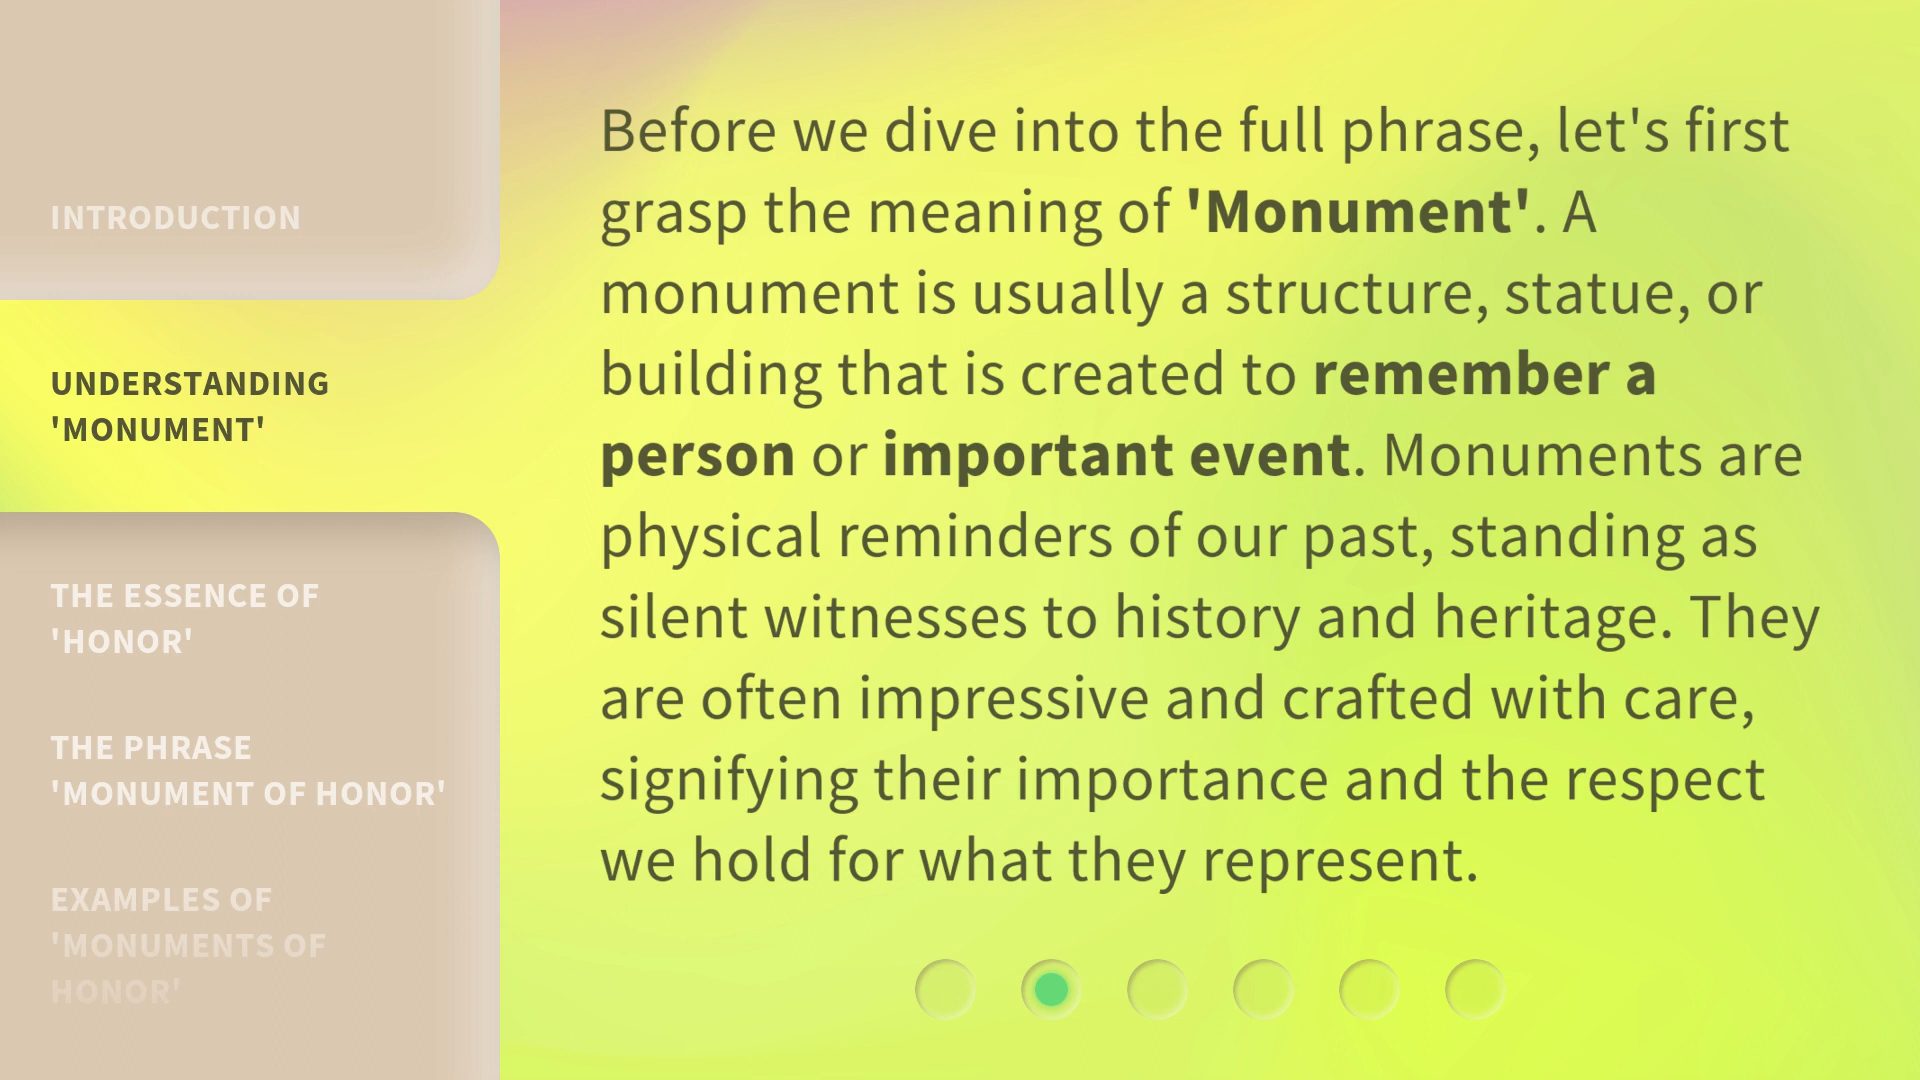 INTRODUCTION
UNDERSTANDING
'MONUMENT'
THE ESSENCE OF
'HONOR'
THE PHRASE
'MONUMENT OF HONOR'
EXAMPLES OF
'MONUMENTS OF
HONOR'
Before we dive into the full phrase, let's first
grasp the meaning of 'Monument'. A
monument is usually a structure, statue, or
building that is created to remember a
person or important event. Monuments are
physical reminders of our past, standing as
silent witnesses to history and heritage. They
are often impressive and crafted with care,
signifying their importance and the respect
we hold for what they represent.